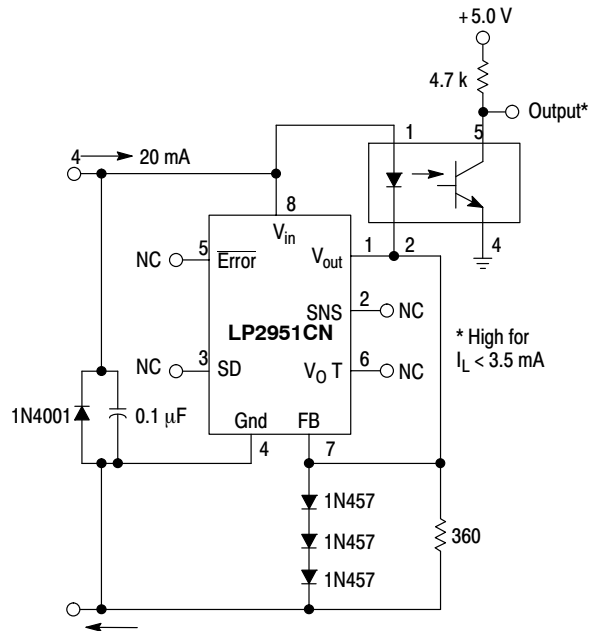 + 5.0 V
4.7 k
Output*
1
5
4
20 mA
8
4
Vin
NC
5
Error
Vout
1
2
SNS
2
NC
LP2951CN
* High for
IL < 3.5 mA
NC
3
SD
VO T
6
NC
1N4001
0.1 μF
Gnd
FB
4
7
1N457
1N457
360
1N457